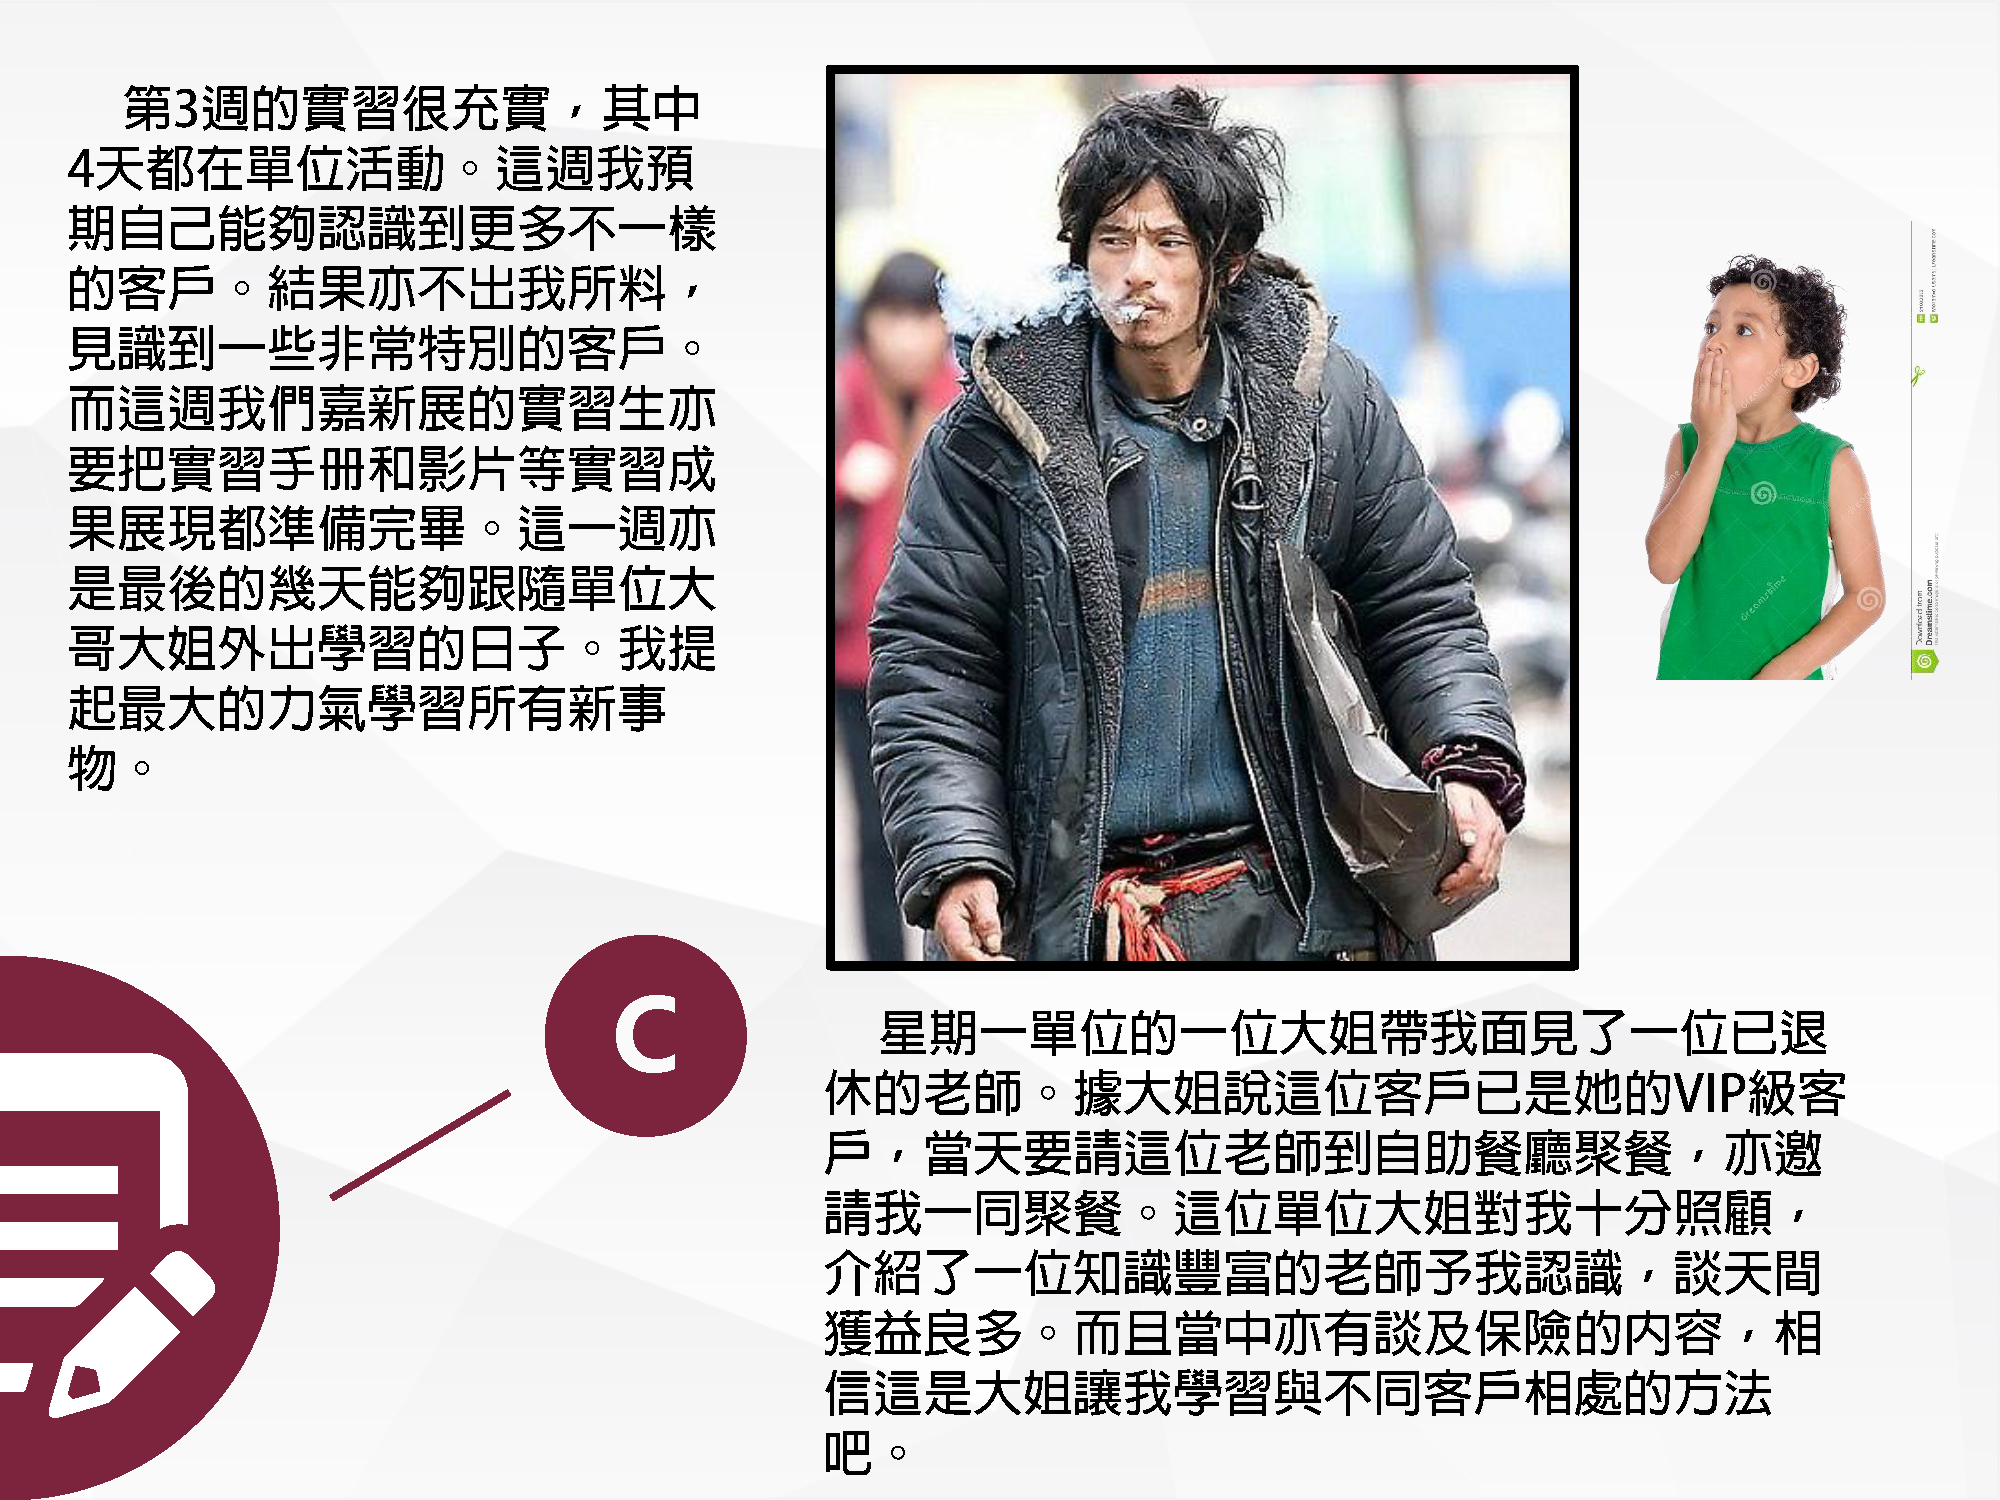 第3週的實習很充實，其中
4天都在單位活動。這週我預
期自己能夠認識到更多不一樣
的客戶。結果亦不出我所料，
見識到一些非常特別的客戶。
而這週我們嘉新展的實習生亦
要把實習手冊和影片等實習成
果展現都準備完畢。這一週亦
是最後的幾天能夠跟隨單位大
哥大姐外出學習的日子。我提
起最大的力氣學習所有新事
物。
C
星期一單位的一位大姐帶我面見了一位已退
休的老師。據大姐說這位客戶已是她的VIP級客
戶，當天要請這位老師到自助餐廳聚餐，亦邀
請我一同聚餐。這位單位大姐對我十分照顧，
介紹了一位知識豐富的老師予我認識，談天間
獲益良多。而且當中亦有談及保險的內容，相
信這是大姐讓我學習與不同客戶相處的方法
吧。
dreamstime
Downloaded from
Dreamstime.com